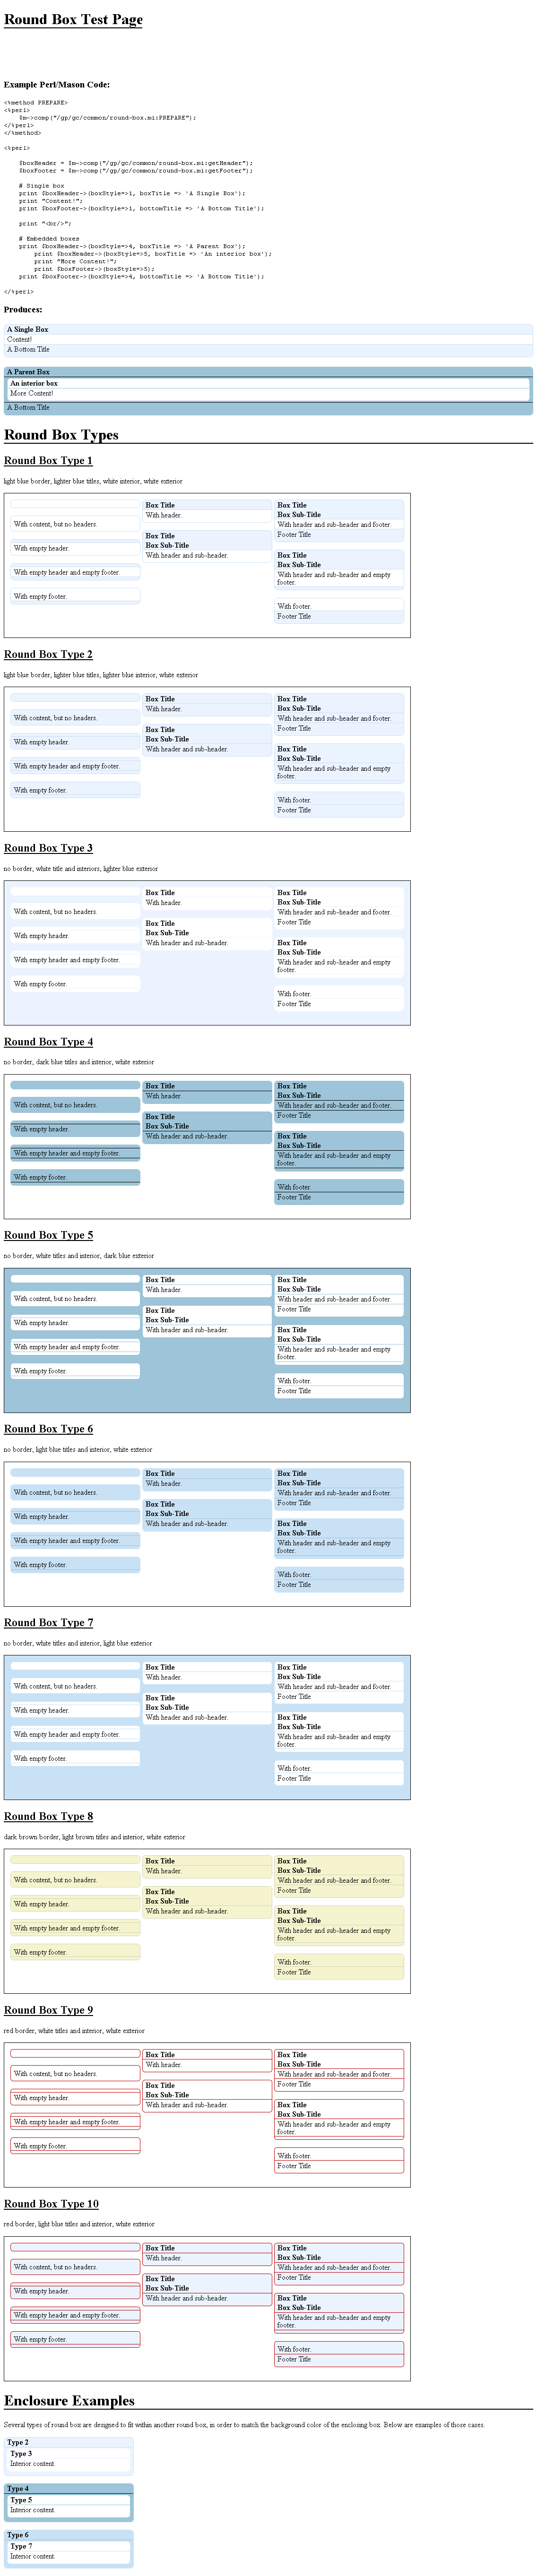 Round Box Test Page
Example Perl/Mason Code:
<%method PREPARE>
<%perl>
    $m->comp("/gp/gc/common/round-box.mi:PREPARE");
</%perl>
</%method>
<%perl>
    $boxHeader = $m->comp("/gp/gc/common/round-box.mi:getHeader");
    $boxFooter = $m->comp("/gp/gc/common/round-box.mi:getFooter");
    # Single box
    print $boxHeader->(boxStyle=>1, boxTitle => 'A Single Box');
    print "Content!";
    print $boxFooter->(boxStyle=>1, bottomTitle => 'A Bottom Title');
    print "<br/>";
    # Embedded boxes
    print $boxHeader->(boxStyle=>4, boxTitle => 'A Parent Box');
        print $boxHeader->(boxStyle=>5, boxTitle => 'An interior box');
        print "More Content!";
        print $boxFooter->(boxStyle=>5);
    print $boxFooter->(boxStyle=>4, bottomTitle => 'A Bottom Title');
</%perl>
Produces:
A Single Box
Content!
A Bottom Title
A Parent Box
An interior box
More Content!
A Bottom Title
Round Box Types
Round Box Type 1
light blue border, lighter blue titles, white interior, white exterior
With content, but no headers.
With empty header.
With empty header and empty footer.
With empty footer.
Box Title
With header.
Box Title
Box Sub-Title
With header and sub-header.
Box Title
Box Sub-Title
With header and sub-header and footer.
Footer Title
Box Title
Box Sub-Title
With header and sub-header and empty
footer.
With footer.
Footer Title
Round Box Type 2
light blue border, lighter blue titles, lighter blue interior, white exterior
With content, but no headers.
With empty header.
With empty header and empty footer.
With empty footer.
Box Title
With header.
Box Title
Box Sub-Title
With header and sub-header.
Box Title
Box Sub-Title
With header and sub-header and footer.
Footer Title
Box Title
Box Sub-Title
With header and sub-header and empty
footer.
With footer.
Footer Title
Round Box Type 3
no border, white title and interiors, lighter blue exterior
With content, but no headers.
With empty header.
With empty header and empty footer.
With empty footer.
Box Title
With header.
Box Title
Box Sub-Title
With header and sub-header.
Box Title
Box Sub-Title
With header and sub-header and footer.
Footer Title
Box Title
Box Sub-Title
With header and sub-header and empty
footer.
With footer.
Footer Title
Round Box Type 4
no border, dark blue titles and interior, white exterior
With content, but no headers.
With empty header.
With empty header and empty footer.
With empty footer.
Box Title
With header.
Box Title
Box Sub-Title
With header and sub-header.
Box Title
Box Sub-Title
With header and sub-header and footer.
Footer Title
Box Title
Box Sub-Title
With header and sub-header and empty
footer.
With footer.
Footer Title
Round Box Type 5
no border, white titles and interior, dark blue exterior
With content, but no headers.
With empty header.
With empty header and empty footer.
With empty footer.
Box Title
With header.
Box Title
Box Sub-Title
With header and sub-header.
Box Title
Box Sub-Title
With header and sub-header and footer.
Footer Title
Box Title
Box Sub-Title
With header and sub-header and empty
footer.
With footer.
Footer Title
Round Box Type 6
no border, light blue titles and interior, white exterior
With content, but no headers.
With empty header.
With empty header and empty footer.
With empty footer.
Box Title
With header.
Box Title
Box Sub-Title
With header and sub-header.
Box Title
Box Sub-Title
With header and sub-header and footer.
Footer Title
Box Title
Box Sub-Title
With header and sub-header and empty
footer.
With footer.
Footer Title
Round Box Type 7
no border, white titles and interior, light blue exterior
With content, but no headers.
With empty header.
With empty header and empty footer.
With empty footer.
Box Title
With header.
Box Title
Box Sub-Title
With header and sub-header.
Box Title
Box Sub-Title
With header and sub-header and footer.
Footer Title
Box Title
Box Sub-Title
With header and sub-header and empty
footer.
With footer.
Footer Title
Round Box Type 8
dark brown border, light brown titles and interior, white exterior
With content, but no headers.
With empty header.
With empty header and empty footer.
With empty footer.
Box Title
With header.
Box Title
Box Sub-Title
With header and sub-header.
Box Title
Box Sub-Title
With header and sub-header and footer.
Footer Title
Box Title
Box Sub-Title
With header and sub-header and empty
footer.
With footer.
Footer Title
Round Box Type 9
red border, white titles and interior, white exterior
With content, but no headers.
With empty header.
With empty header and empty footer.
With empty footer.
Box Title
With header.
Box Title
Box Sub-Title
With header and sub-header.
Box Title
Box Sub-Title
With header and sub-header and footer.
Footer Title
Box Title
Box Sub-Title
With header and sub-header and empty
footer.
With footer.
Footer Title
Round Box Type 10
red border, light blue titles and interior, white exterior
With content, but no headers.
With empty header.
With empty header and empty footer.
With empty footer.
Box Title
With header.
Box Title
Box Sub-Title
With header and sub-header.
Box Title
Box Sub-Title
With header and sub-header and footer.
Footer Title
Box Title
Box Sub-Title
With header and sub-header and empty
footer.
With footer.
Footer Title
Enclosure Examples
Several types of round box are designed to fit within another round box, in order to match the background color of the enclosing box. Below are examples of those cases.
Type 2
Type 3
Interior content.
Type 4
Type 5
Interior content.
Type 6
Type 7
Interior content.